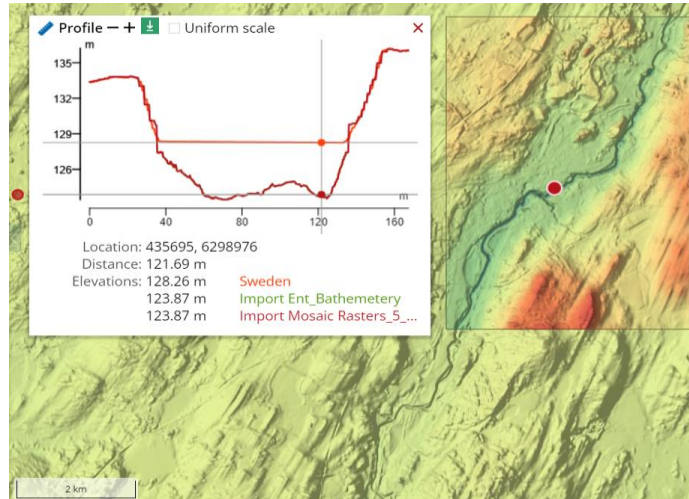 Profile − + Uniform scale ×
m
135
132
129
126
m
0 40 80 120 160
Location: 435695, 6298976
Distance: 121.69 m
Elevations: 128.26 m Sweden
123.87 m Import Ent_Bathemetery
123.87 m Import Mosaic Rasters_5_...
2 km